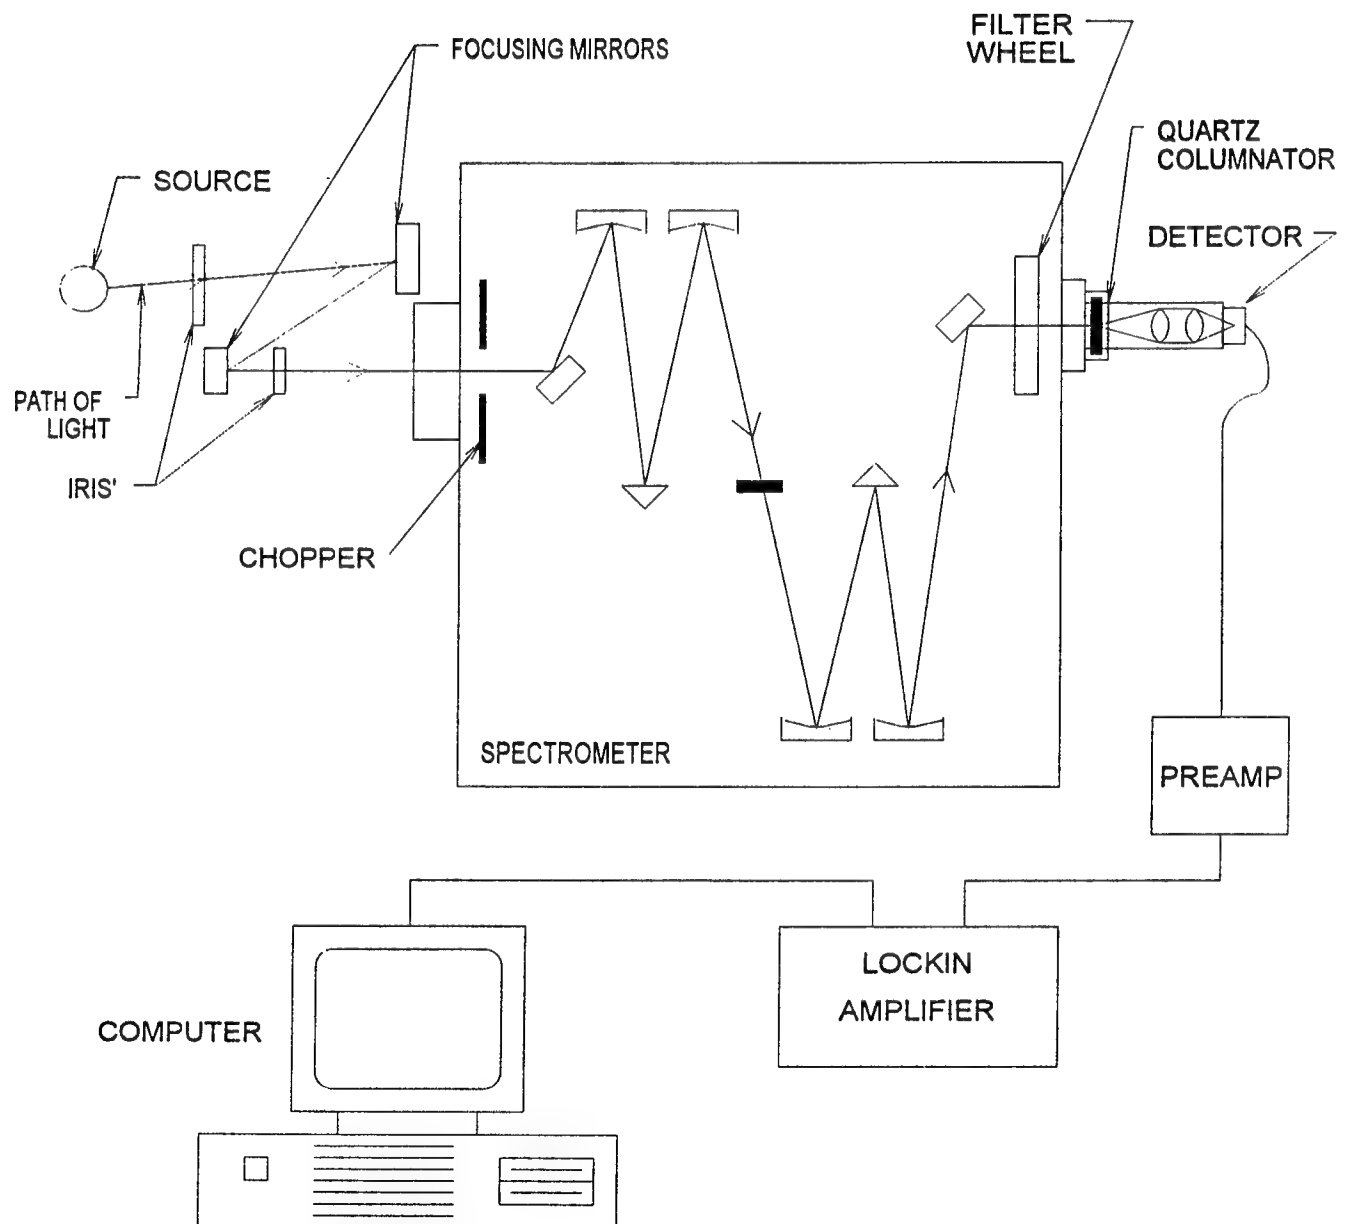 FILTER
WHEEL
FOCUSING MIRRORS
QUARTZ
COLUMNATOR
SOURCE
DETECTOR
PATH OF
LIGHT
IRIS'
CHOPPER
SPECTROMETER
PREAMP
LOCKIN
AMPLIFIER
COMPUTER